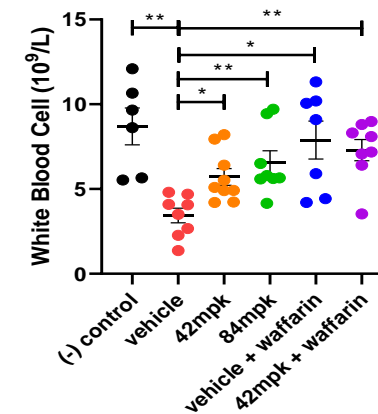 15
**
**
*
**
*
10
5
0
White Blood Cell (10⁹/L)
(-) control
vehicle
42mpk
84mpk
vehicle + waffarin
42mpk + waffarin